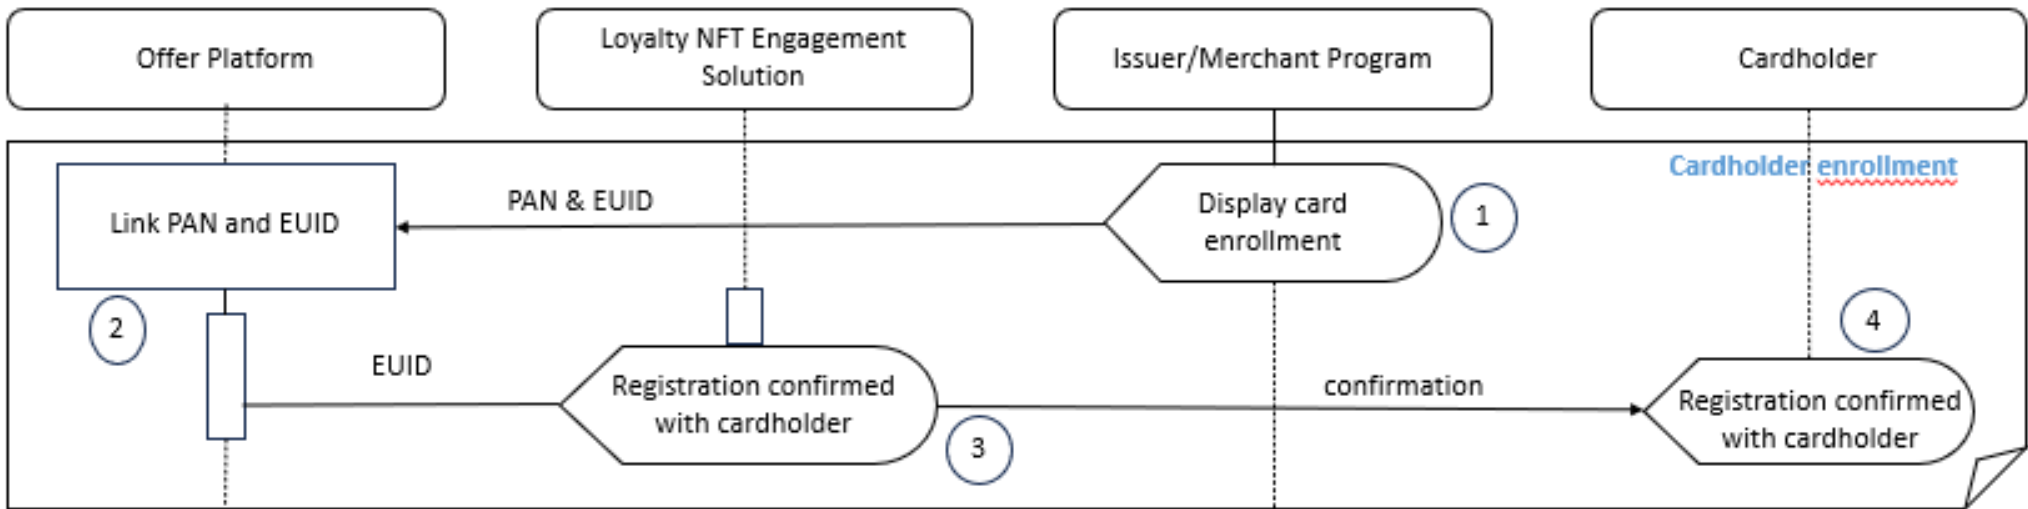 Offer Platform
Loyalty NFT Engagement
Solution
Issuer/Merchant Program
Cardholder
Cardholder enrollment
PAN & EUID
Link PAN and EUID
Display card
enrollment
1
2
EUID
Registration confirmed
with cardholder
3
confirmation
4
Registration confirmed
with cardholder